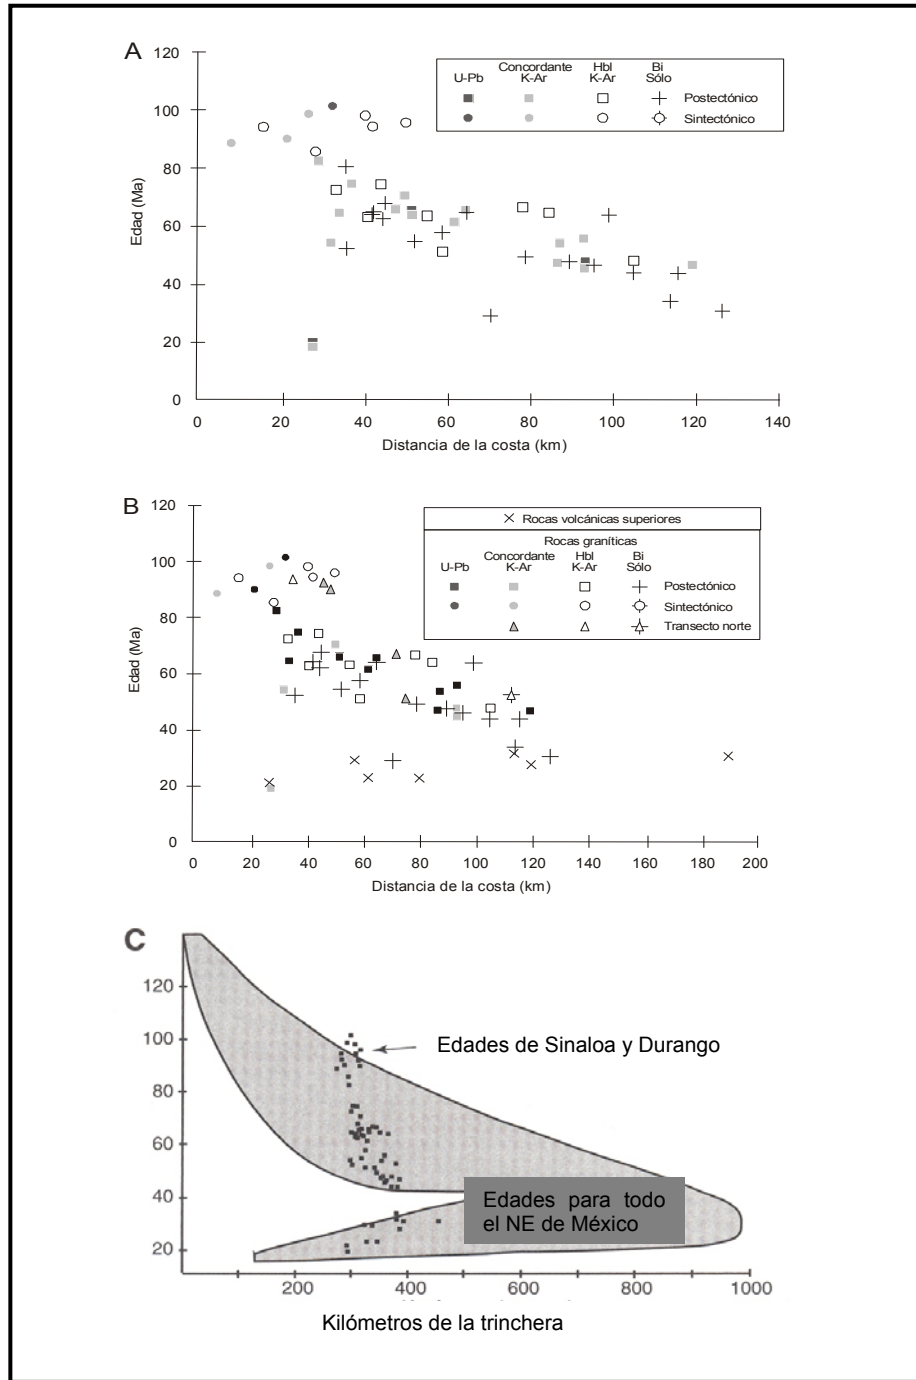 A
120
100
80
60
40
20
0
Edad (Ma)
0 20 40 60 80 100 120 140
Distancia de la costa (km)
U-Pb Concordante K-Ar Hbl K-Ar Bi Sólo
Postectónico
Sintectónico
B
120
100
80
60
40
20
0
Edad (Ma)
0 20 40 60 80 100 120 140 160 180 200
Distancia de la costa (km)
Rocas volcánicas superiores
Rocas graníticas
U-Pb Concordante K-Ar Hbl K-Ar Bi Sólo
Postectónico
Sintectónico
Transecto norte
C
120
100
80
60
40
20
Edades de Sinaloa y Durango
Edades para todo
el NE de México
200 400 600 800 1000
Kilómetros de la trinchera